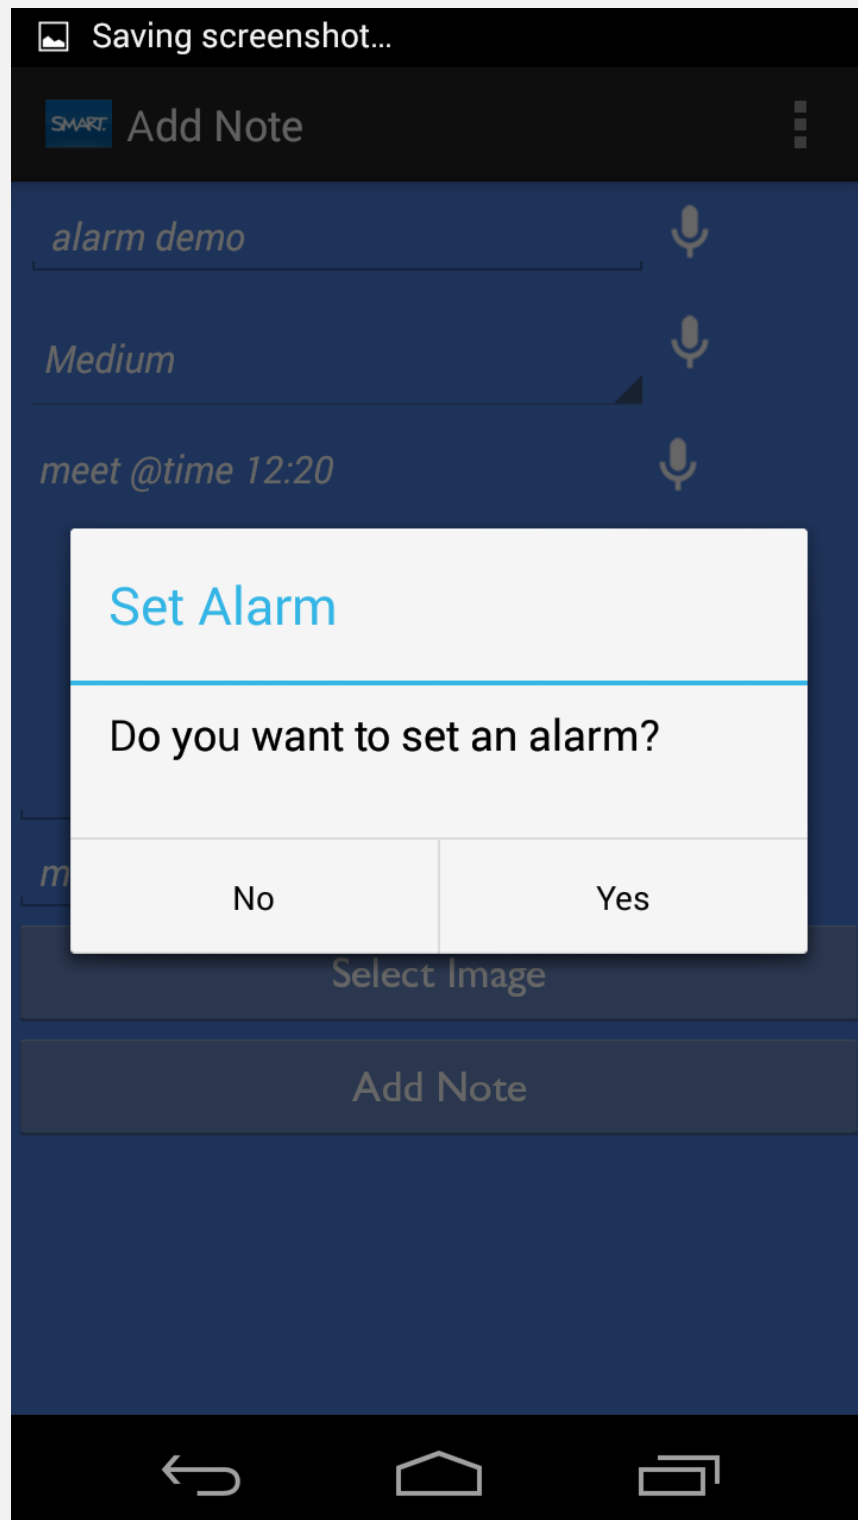 Saving screenshot...
SMART Add Note
alarm demo
Medium
meet @time 12:20
Set Alarm
Do you want to set an alarm?
m
No Yes
Select Image
Add Note